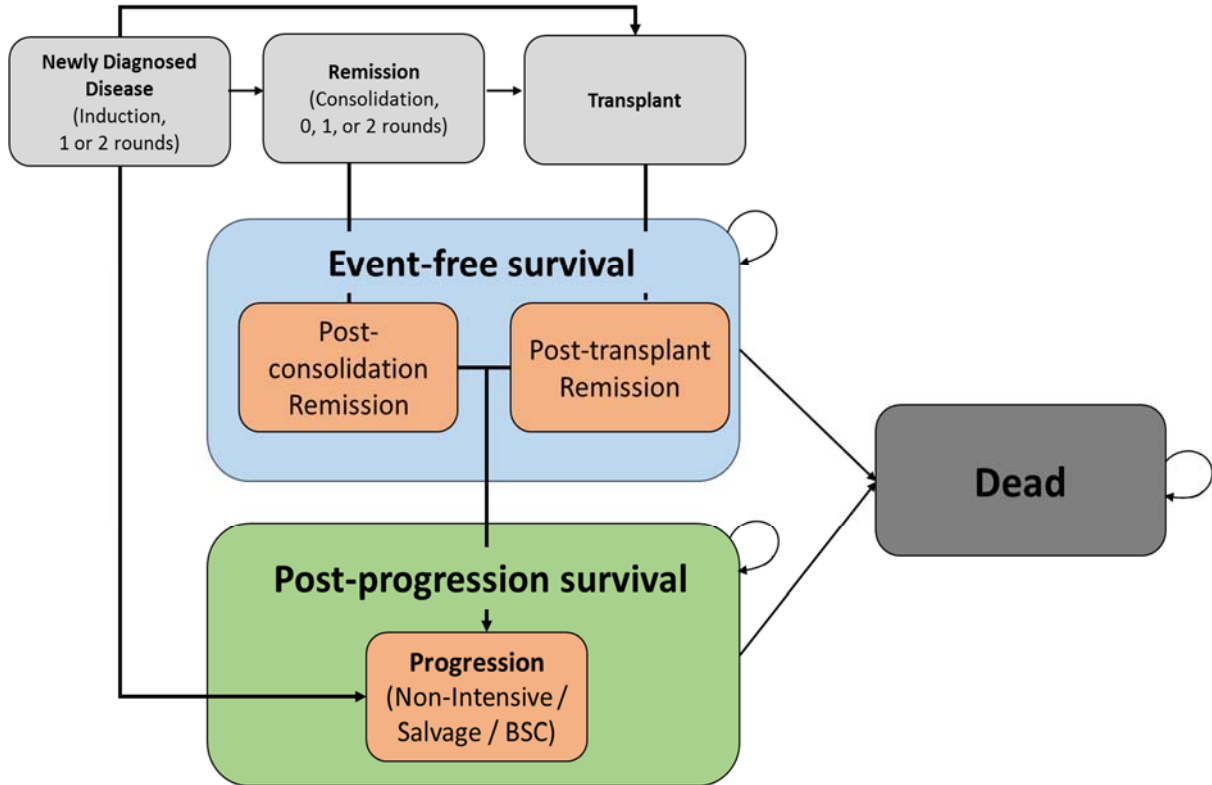 Newly Diagnosed
Disease
(Induction,
1 or 2 rounds)
Remission
(Consolidation,
0, 1, or 2 rounds)
Transplant
Event-free survival
Post-
consolidation
Remission
Post-transplant
Remission
Dead
Post-progression survival
Progression
(Non-Intensive /
Salvage / BSC)